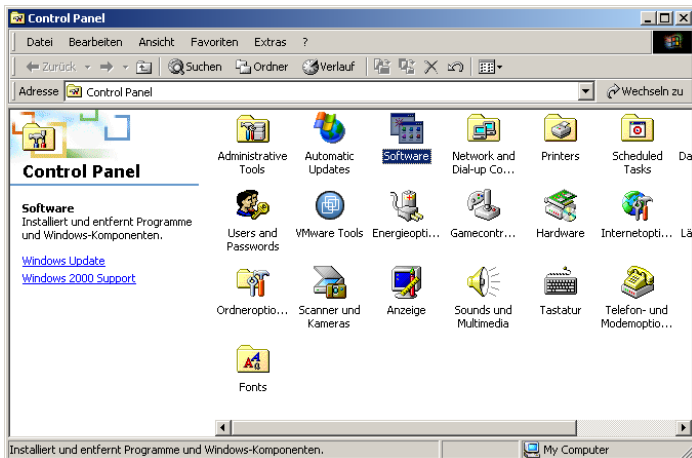 Control Panel
Datei Bearbeiten Ansicht Favoriten Extras ?
Zurück Suchen Ordner Verlauf
Adresse Control Panel Wechseln zu
Control Panel
Software
Installiert und entfernt Programme
und Windows-Komponenten.
Windows Update
Windows 2000 Support
Administrative
Tools
Automatic
Updates
Software
Network and
Dial-up Co...
Printers
Scheduled
Tasks
Da
Users and
Passwords
VMware Tools
Energieopti...
Gamecontr...
Hardware
Internetopti...
Lä
Ordneroptio...
Scanner und
Kameras
Anzeige
Sounds und
Multimedia
Tastatur
Telefon- und
Modemoptio...
Fonts
Installiert und entfernt Programme und Windows-Komponenten. My Computer